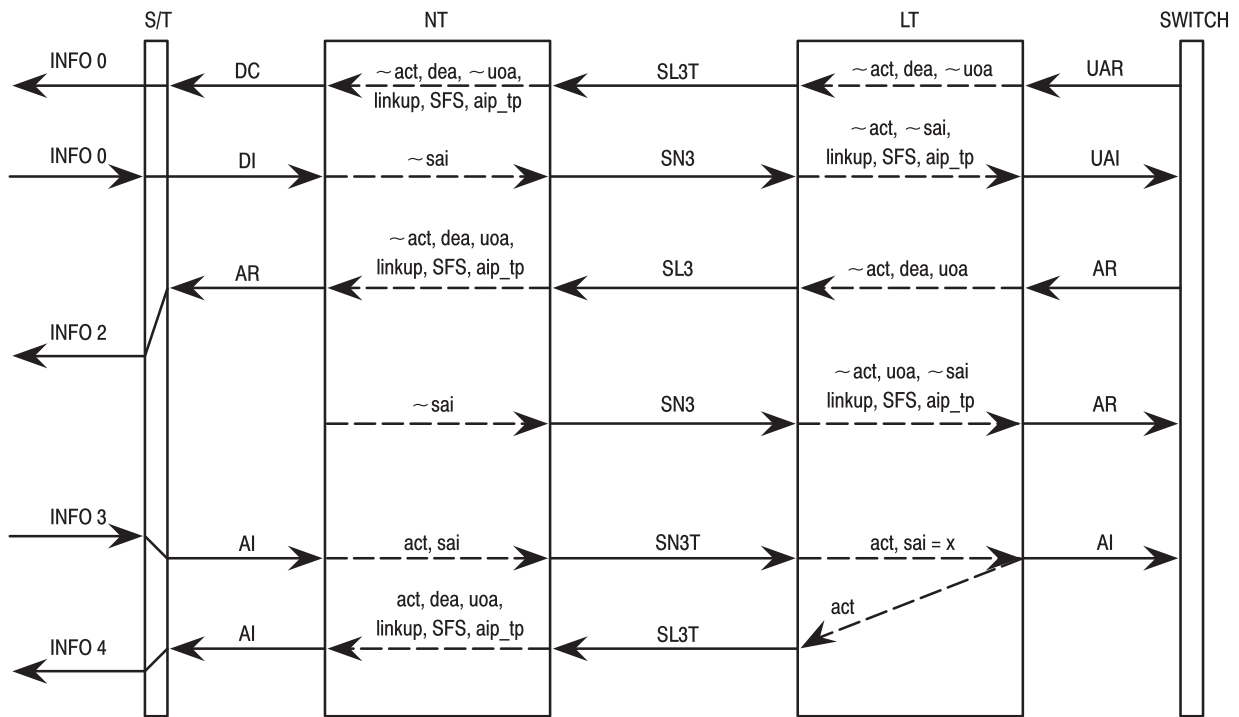 S/T NT LT SWITCH
INFO 0 DC ~act, dea, ~uoa, SL3T ~act, dea, ~uoa UAR
linkup, SFS, aip_tp
~act, ~sai,
INFO 0 DI ~sai SN3 linkup, SFS, aip_tp UAI
~act, dea, uoa,
AR linkup, SFS, aip_tp SL3 ~act, dea, uoa AR
INFO 2
~act, uoa, ~sai
~sai SN3 linkup, SFS, aip_tp AR
INFO 3
AI act, sai SN3T act, sai = x AI
act, dea, uoa, act
INFO 4 AI linkup, SFS, aip_tp SL3T